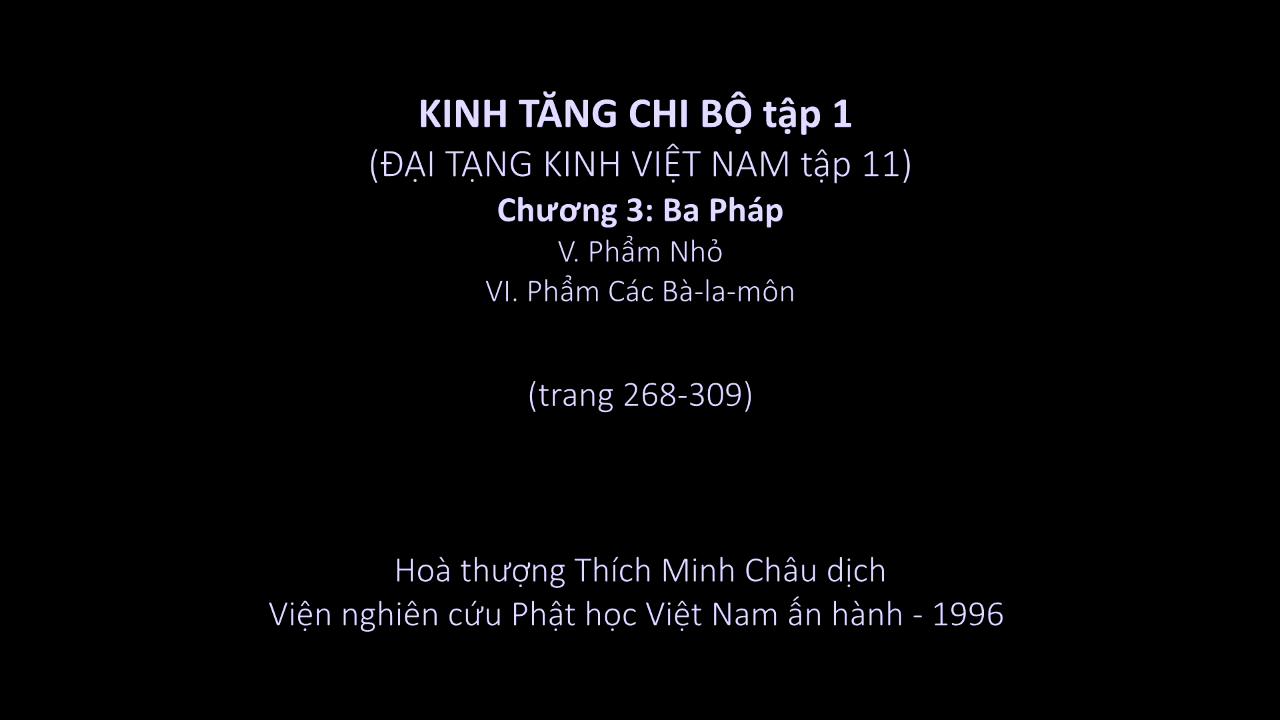 KINH TĂNG CHI BỘ tập 1
(ĐẠI TẠNG KINH VIỆT NAM tập 11)
Chương 3: Ba Pháp
V. Phẩm Nhỏ
VI. Phẩm Các Bà-la-môn
(trang 268-309)
Hoà thượng Thích Minh Châu dịch
Viện nghiên cứu Phật học Việt Nam ấn hành - 1996